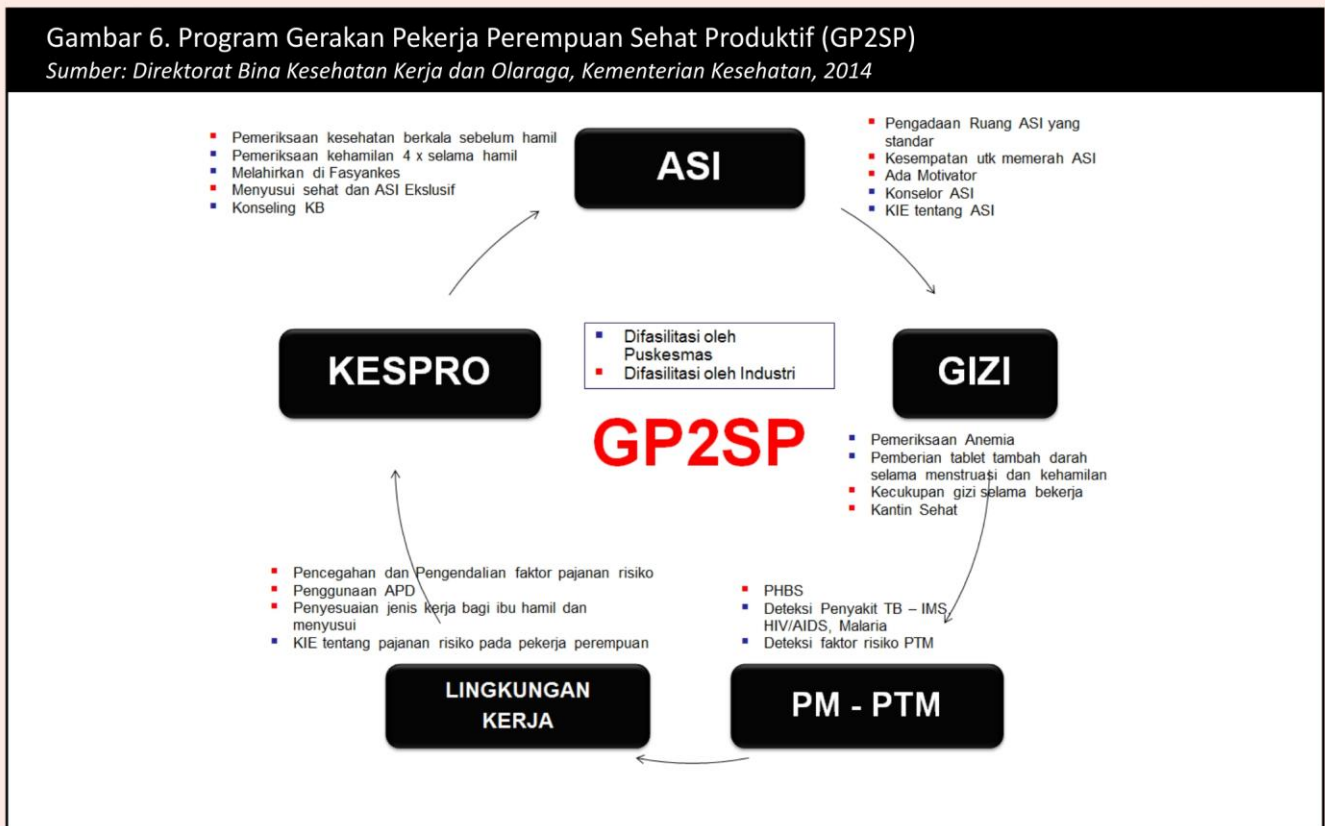 Gambar 6. Program Gerakan Pekerja Perempuan Sehat Produktif (GP2SP)
Sumber: Direktorat Bina Kesehatan Kerja dan Olaraga, Kementerian Kesehatan, 2014
Pemeriksaan kesehatan berkala sebelum hamil
Pemeriksaan kehamilan 4 x selama hamil
Melahirkan di Fasyankes
Menyusui sehat dan ASI Ekslusif
Konseling KB
ASI
Pengadaan Ruang ASI yang
standar
Kesempatan utk memerah ASI
Ada Motivator
Konselor ASI
KIE tentang ASI
KESPRO
Difasilitasi oleh
Puskesmas
Difasilitasi oleh Industri
GP2SP
GIZI
Pemeriksaan Anemia
Pemberian tablet tambah darah
selama menstruasi dan kehamilan
Kecukupan gizi selama bekerja
Kantin Sehat
Pencegahan dan Pengendalian faktor pajanan risiko
Penggunaan APD
Penyesuaian jenis kerja bagi ibu hamil dan
menyusui
KIE tentang pajanan risiko pada pekerja perempuan
PHBS
Deteksi Penyakit TB – IMS,
HIV/AIDS, Malaria
Deteksi faktor risiko PTM
LINGKUNGAN
KERJA
PM - PTM